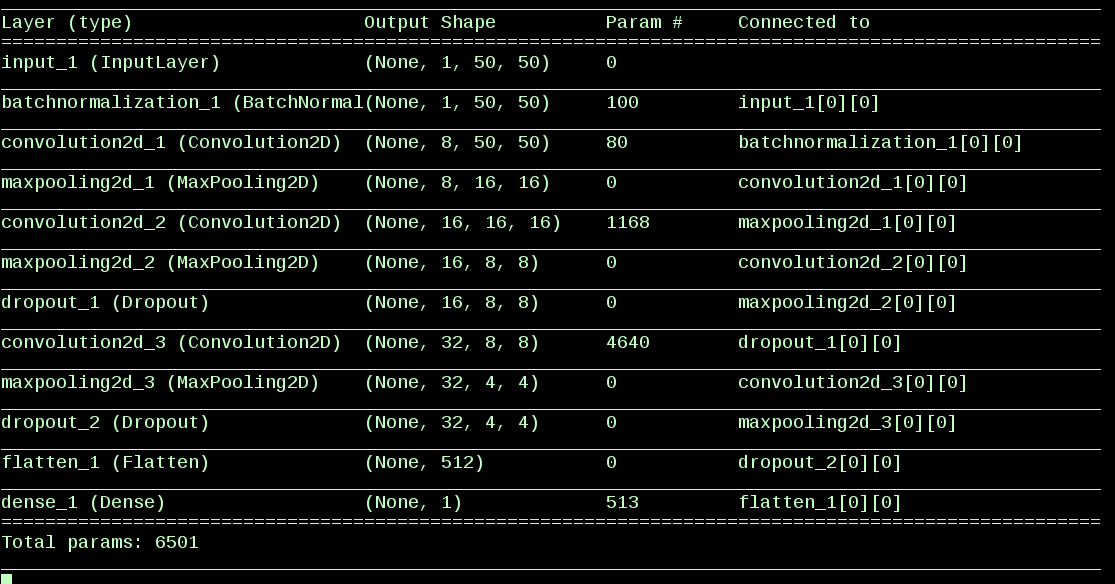 Layer (type) Output Shape Param # Connected to
input_1 (InputLayer) (None, 1, 50, 50) 0
batchnormalization_1 (BatchNormal(None, 1, 50, 50) 100 input_1[0][0]
convolution2d_1 (Convolution2D) (None, 8, 50, 50) 80 batchnormalization_1[0][0]
maxpooling2d_1 (MaxPooling2D) (None, 8, 16, 16) 0 convolution2d_1[0][0]
convolution2d_2 (Convolution2D) (None, 16, 16, 16) 1168 maxpooling2d_1[0][0]
maxpooling2d_2 (MaxPooling2D) (None, 16, 8, 8) 0 convolution2d_2[0][0]
dropout_1 (Dropout) (None, 16, 8, 8) 0 maxpooling2d_2[0][0]
convolution2d_3 (Convolution2D) (None, 32, 8, 8) 4640 dropout_1[0][0]
maxpooling2d_3 (MaxPooling2D) (None, 32, 4, 4) 0 convolution2d_3[0][0]
dropout_2 (Dropout) (None, 32, 4, 4) 0 maxpooling2d_3[0][0]
flatten_1 (Flatten) (None, 512) 0 dropout_2[0][0]
dense_1 (Dense) (None, 1) 513 flatten_1[0][0]
Total params: 6501